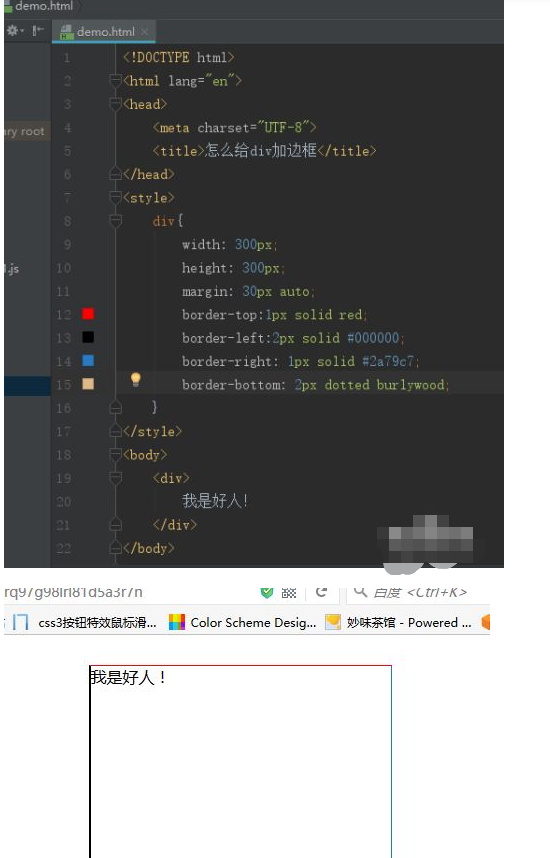 demo.html
demo.html ×
ary root
l.js
1 <!DOCTYPE html>
2 <html lang="en">
3 <head>
4 <meta charset="UTF-8">
5 <title>怎么给div加边框</title>
6 </head>
7 <style>
8 div{
9 width: 300px;
10 height: 300px;
11 margin: 30px auto;
12 border-top:1px solid red;
13 border-left:2px solid #000000;
14 border-right: 1px solid #2a79c7;
15 border-bottom: 2px dotted burlywood;
16 }
17 </style>
18 <body>
19 <div>
20 我是好人!
21 </div>
22 </body>
百度 <Ctrl+K>
css3按钮特效鼠标滑... Color Scheme Desig... 妙味茶馆 - Powered ...
我是好人！